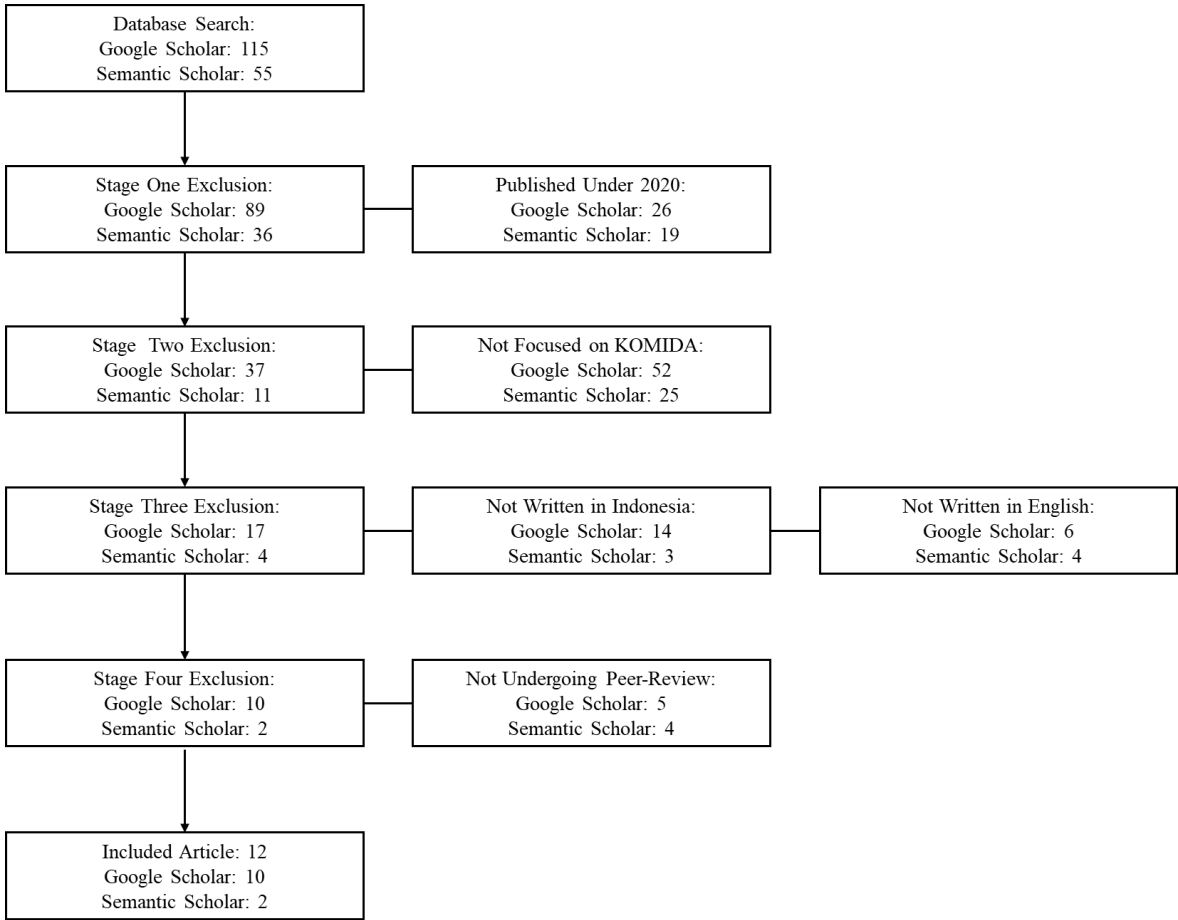 Database Search:
Google Scholar: 115
Semantic Scholar: 55
Stage One Exclusion:
Google Scholar: 89
Semantic Scholar: 36
Published Under 2020:
Google Scholar: 26
Semantic Scholar: 19
Stage Two Exclusion:
Google Scholar: 37
Semantic Scholar: 11
Not Focused on KOMIDA:
Google Scholar: 52
Semantic Scholar: 25
Stage Three Exclusion:
Google Scholar: 17
Semantic Scholar: 4
Not Written in Indonesia:
Google Scholar: 14
Semantic Scholar: 3
Not Written in English:
Google Scholar: 6
Semantic Scholar: 4
Stage Four Exclusion:
Google Scholar: 10
Semantic Scholar: 2
Not Undergoing Peer-Review:
Google Scholar: 5
Semantic Scholar: 4
Included Article: 12
Google Scholar: 10
Semantic Scholar: 2